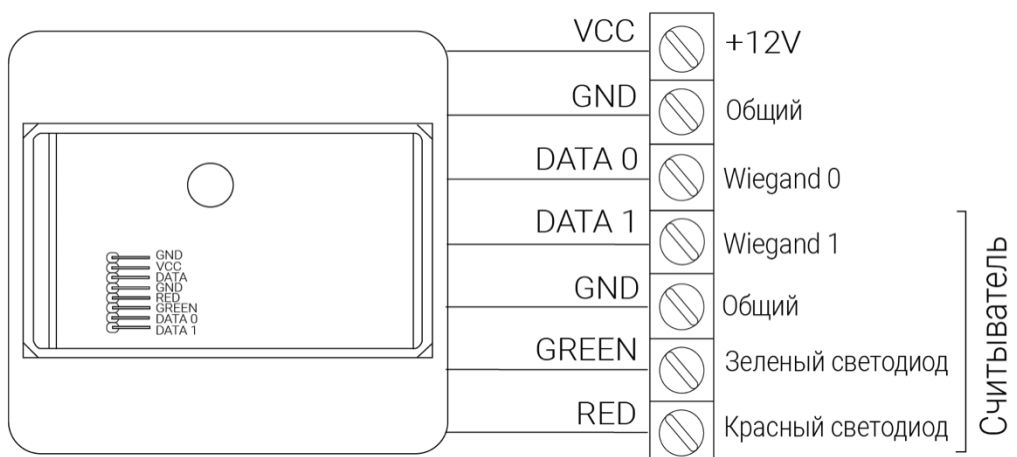 VCC +12V
GND Общий
DATA 0 Wiegand 0
DATA 1 Wiegand 1
GND Общий
GREEN Зеленый светодиод
RED Красный светодиод
Считыватель
GND
VCC
DATA
GND
RED
GREEN
DATA 0
DATA 1